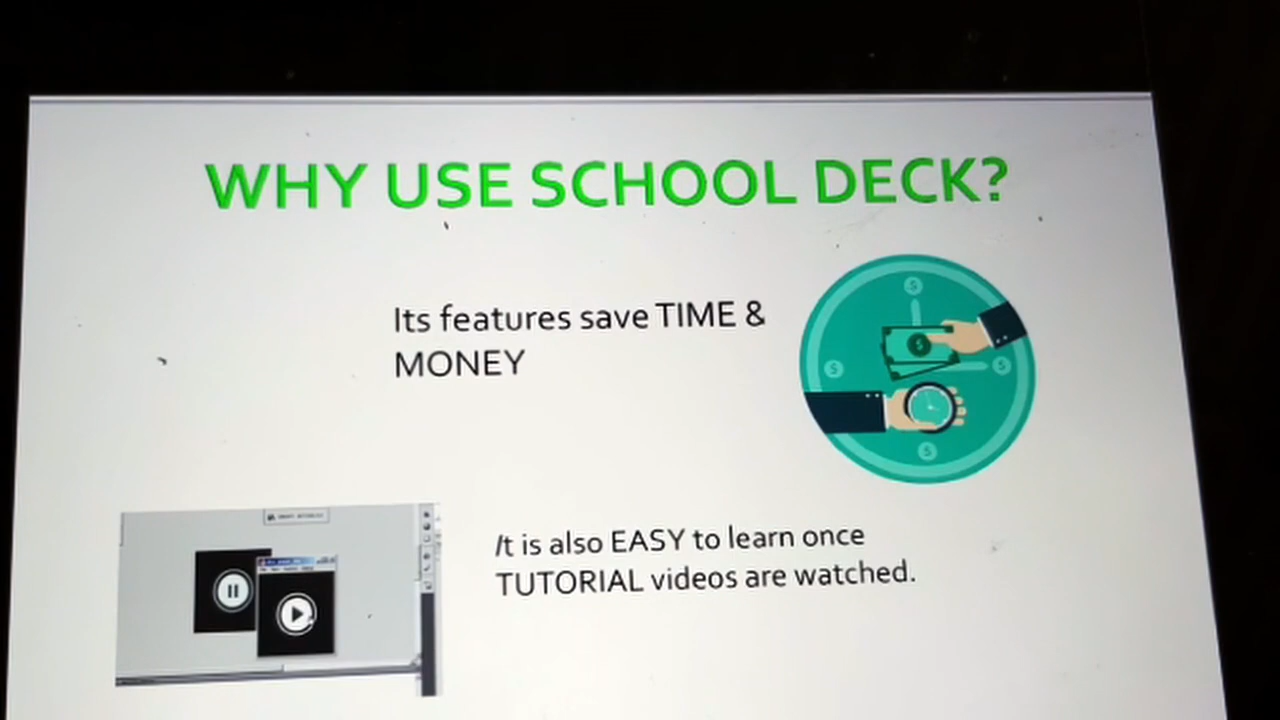 WHY USE SCHOOL DECK?
Its features save TIME &
MONEY
It is also EASY to learn once
TUTORIAL videos are watched.